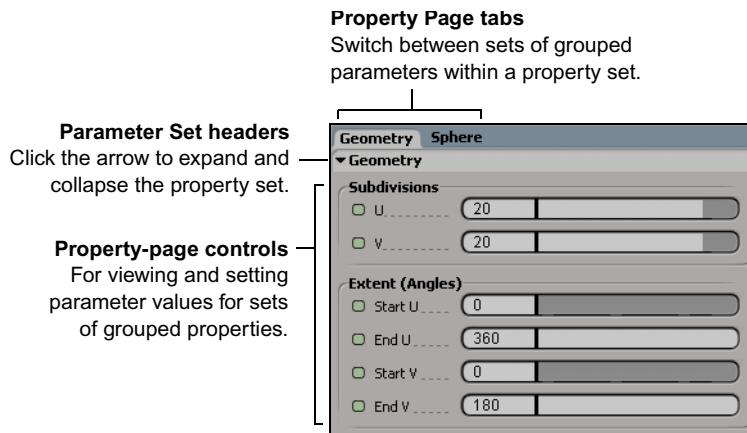 Property Page tabs
Switch between sets of grouped
parameters within a property set.
Parameter Set headers
Click the arrow to expand and
collapse the property set.
Property-page controls
For viewing and setting
parameter values for sets
of grouped properties.
Geometry Sphere
Geometry
Subdivisions
U 20
V 20
Extent (Angles)
Start U 0
End U 360
Start V 0
End V 180